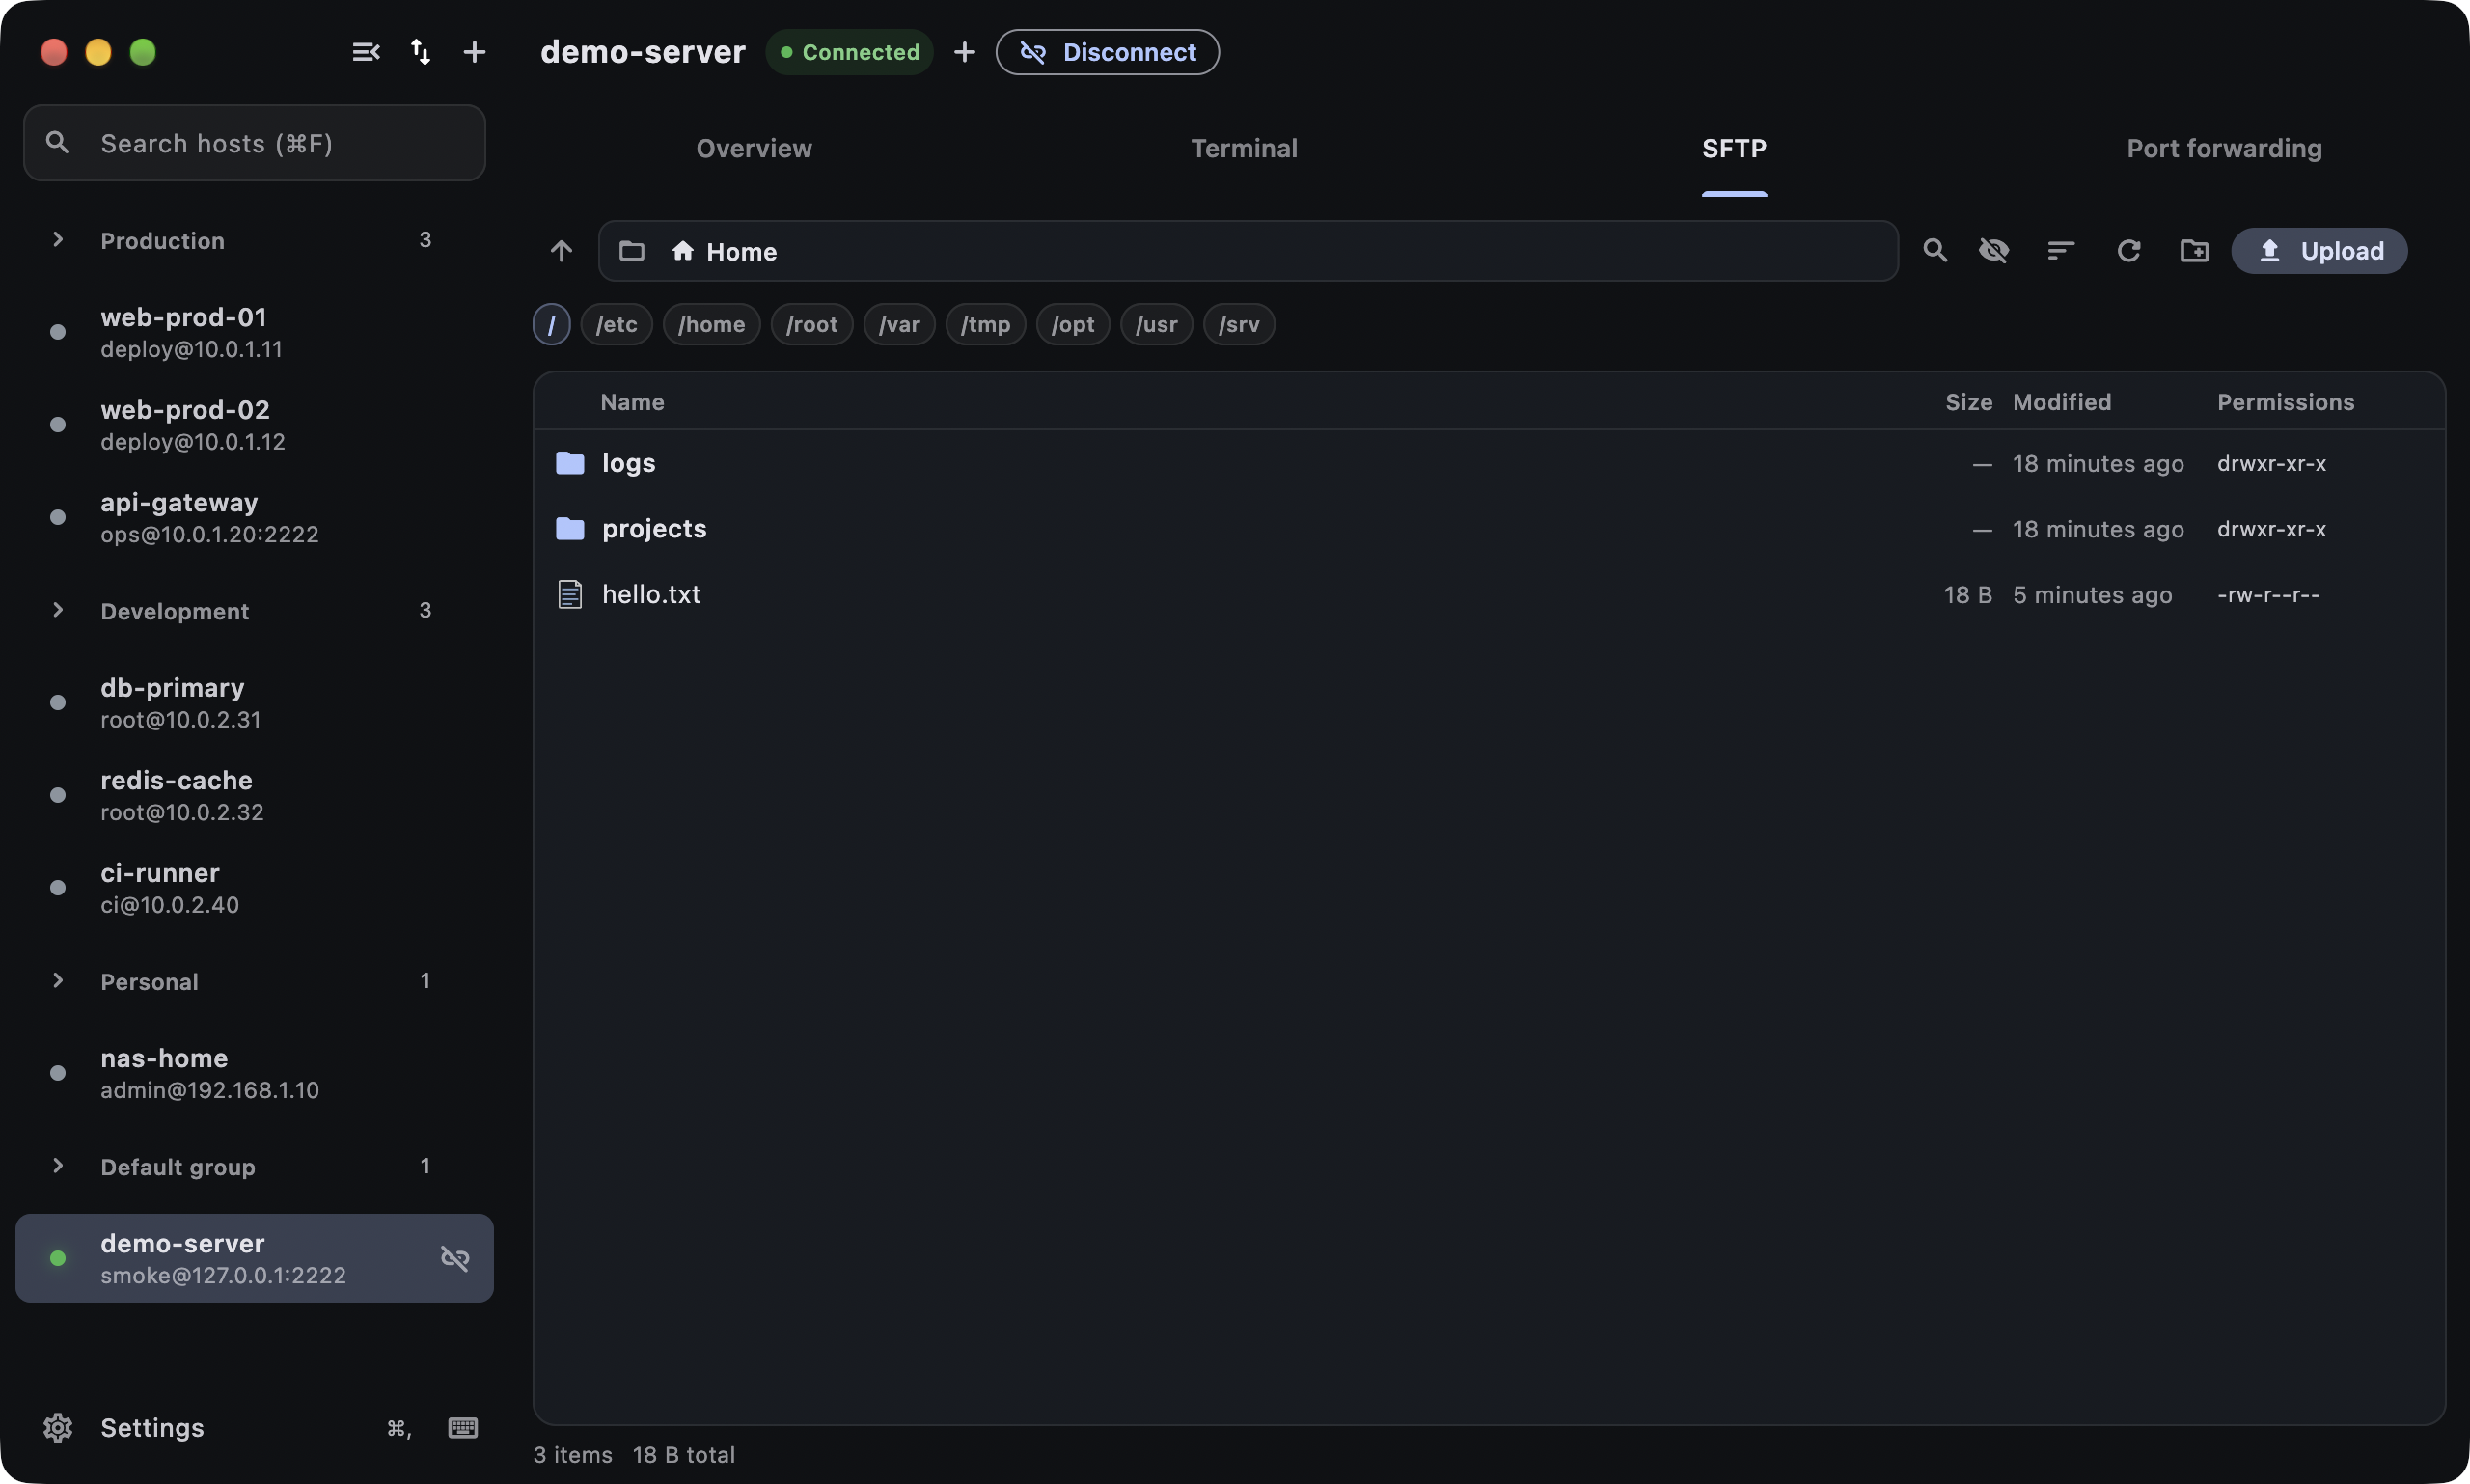 demo-server
Connected
Disconnect
Search hosts (⌘F)
Production 3
web-prod-01
deploy@10.0.1.11
web-prod-02
deploy@10.0.1.12
api-gateway
ops@10.0.1.20:2222
Development 3
db-primary
root@10.0.2.31
redis-cache
root@10.0.2.32
ci-runner
ci@10.0.2.40
Personal 1
nas-home
admin@192.168.1.10
Default group 1
demo-server
smoke@127.0.0.1:2222
Settings ⌘,
Overview Terminal SFTP Port forwarding
Home
Upload
/ /etc /home /root /var /tmp /opt /usr /srv
Name Size Modified Permissions
logs — 18 minutes ago drwxr-xr-x
projects — 18 minutes ago drwxr-xr-x
hello.txt 18 B 5 minutes ago -rw-r--r--
3 items 18 B total